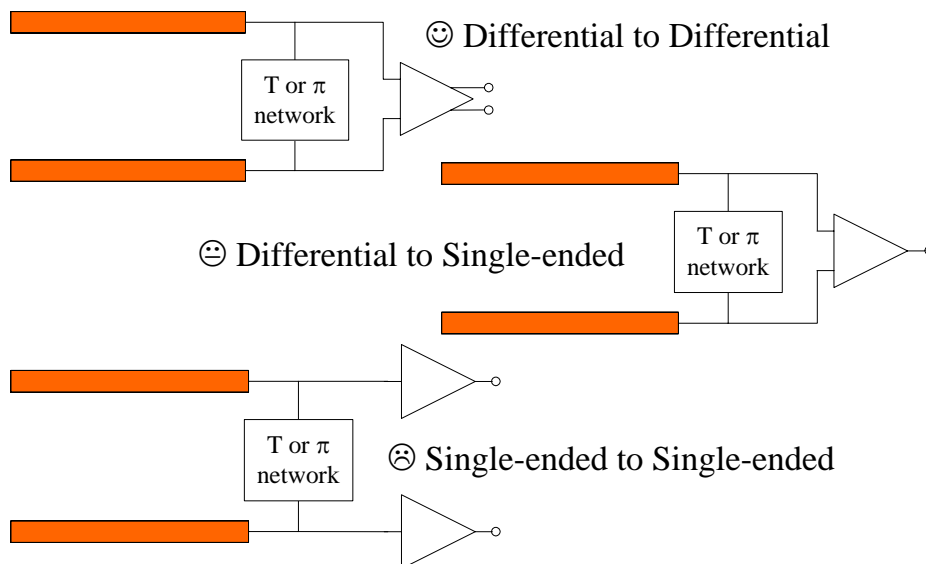 ☺ Differential to Differential
T or π
network
T or π
network
😐 Differential to Single-ended
T or π
network
☹ Single-ended to Single-ended